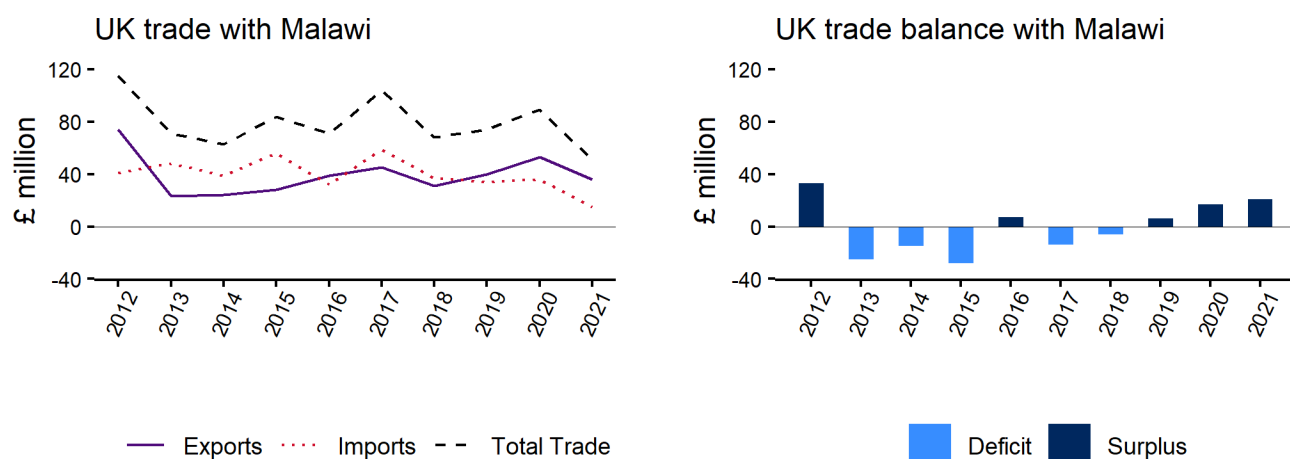 UK trade with Malawi
£ million
120
80
40
0
-40
2012 2013 2014 2015 2016 2017 2018 2019 2020 2021
Exports Imports Total Trade
UK trade balance with Malawi
£ million
120
80
40
0
-40
2012 2013 2014 2015 2016 2017 2018 2019 2020 2021
Deficit Surplus